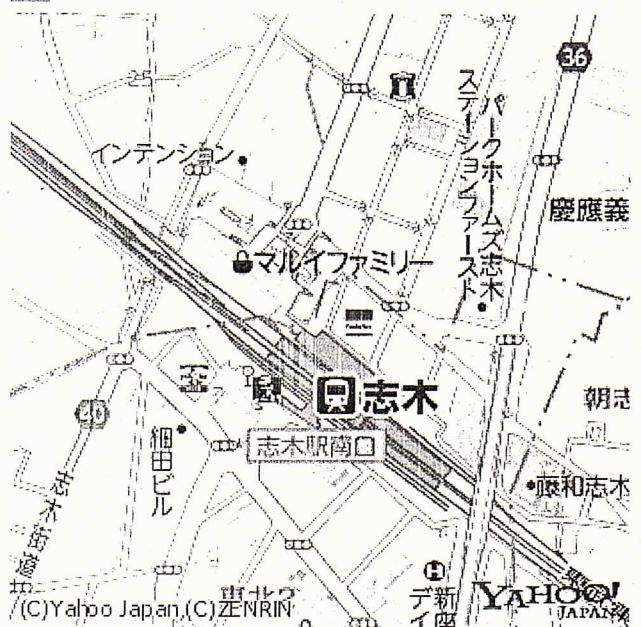 36
25
インテンション
パークホームズ志木
ステーションファースト
慶應義
マルイファミリー
志木
朝志
40
細田ビル
志木駅南口
藤和志木
志木街道
新座
デイ
YAHOO!
JAPAN
(C)Yahoo Japan,(C)ZENRIN